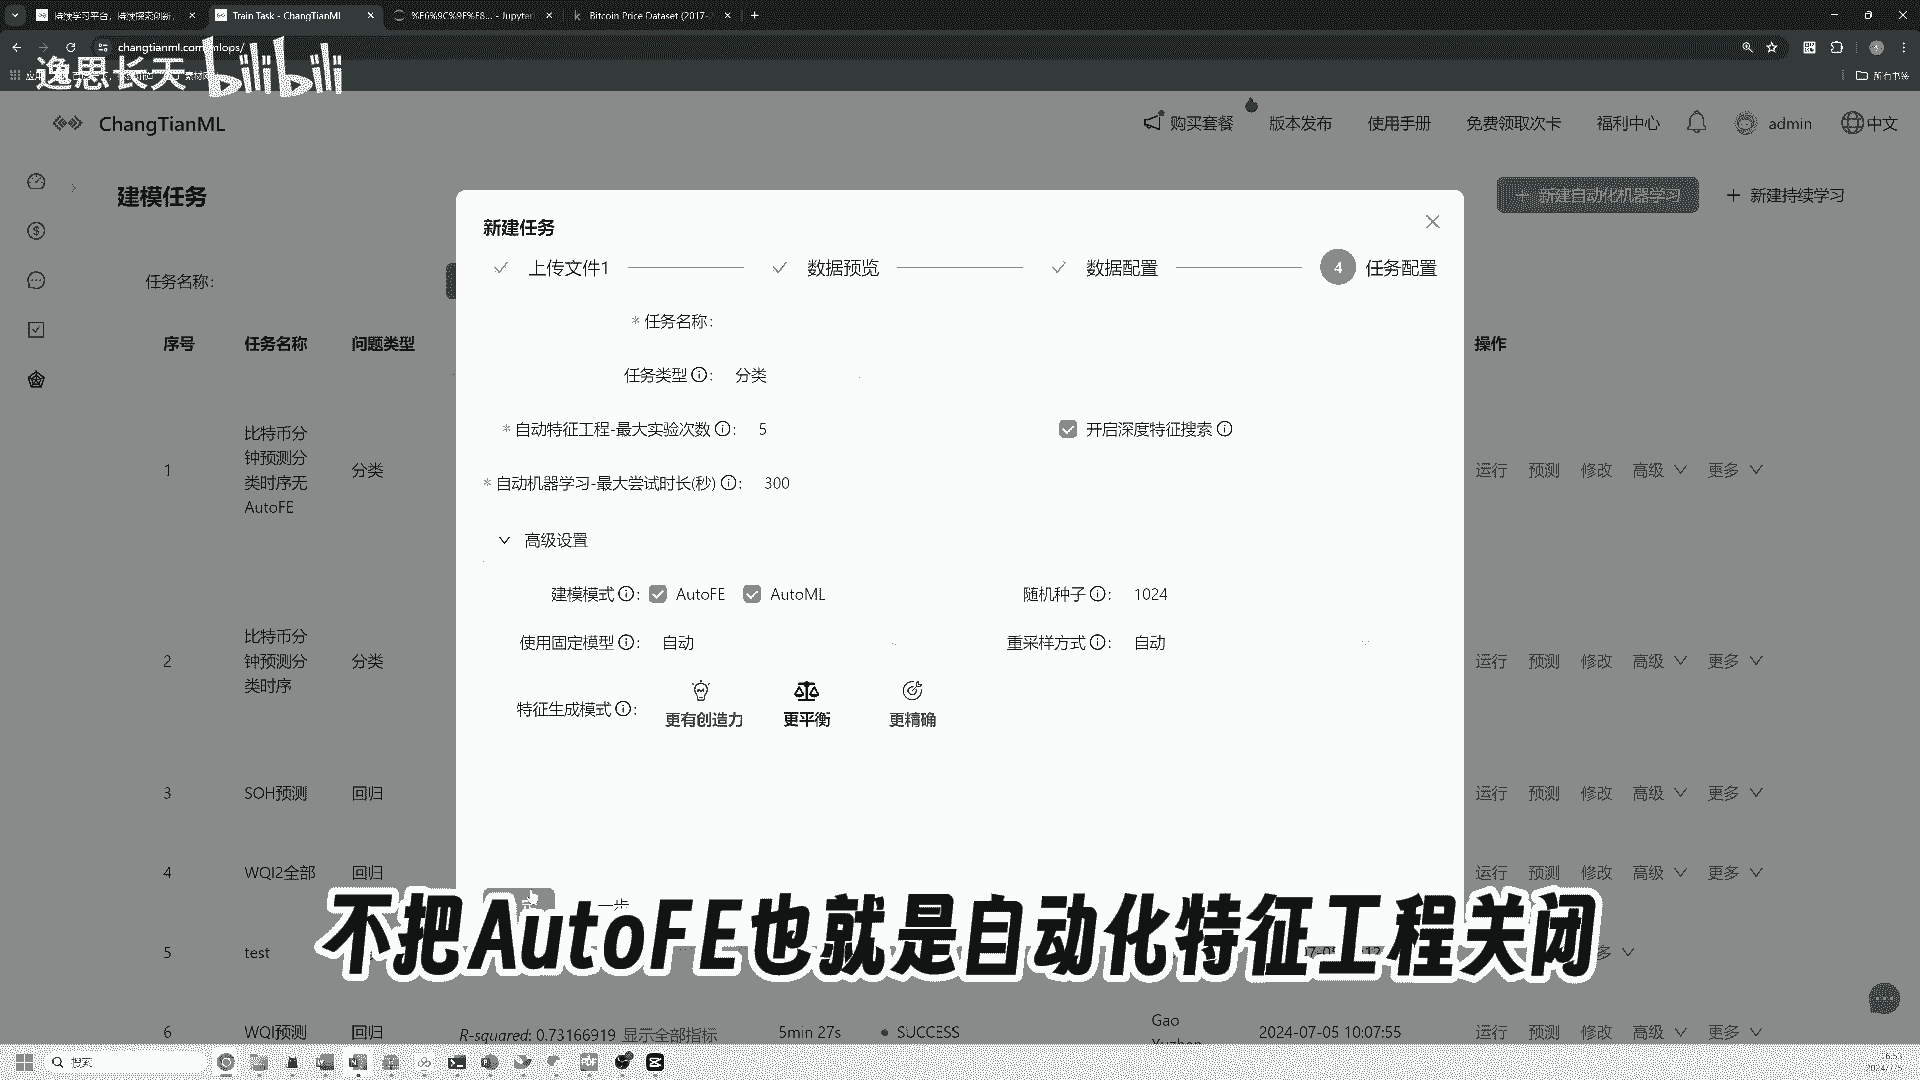 Train Task - ChangTianML
Bitcoin Price Dataset (2017-
changtianml.com/mlops/
所有书签
逸思长天 bilibili
ChangTianML
购买套餐 版本发布 使用手册 免费领取次卡 福利中心 admin 中文
建模任务
+ 新建自动化机器学习 + 新建持续学习
任务名称:
序号 任务名称 问题类型 操作
新建任务
上传文件1 数据预览 数据配置 4 任务配置
* 任务名称:
任务类型 : 分类
* 自动特征工程-最大实验次数 : 5 开启深度特征搜索
* 自动机器学习-最大尝试时长(秒) : 300
高级设置
建模模式 : AutoFE AutoML 随机种子 : 1024
使用固定模型 : 自动 重采样方式 : 自动
特征生成模式 : 更有创造力 更平衡 更精确
1 比特币分 分类 运行 预测 修改 高级 更多
钟预测分
类时序无
AutoFE
2 比特币分 分类 运行 预测 修改 高级 更多
钟预测分
类时序
3 SOH预测 回归 运行 预测 修改 高级 更多
4 WQI2全部 回归 运行 预测 修改 高级 更多
一步
5 test
不把AutoFE也就是自动化特征工程关闭
6 WQI预测 回归 R-squared: 0.73166919 显示全部指标 5min 27s SUCCESS Gao 2024-07-05 10:07:55 运行 预测 修改 高级 更多
搜索